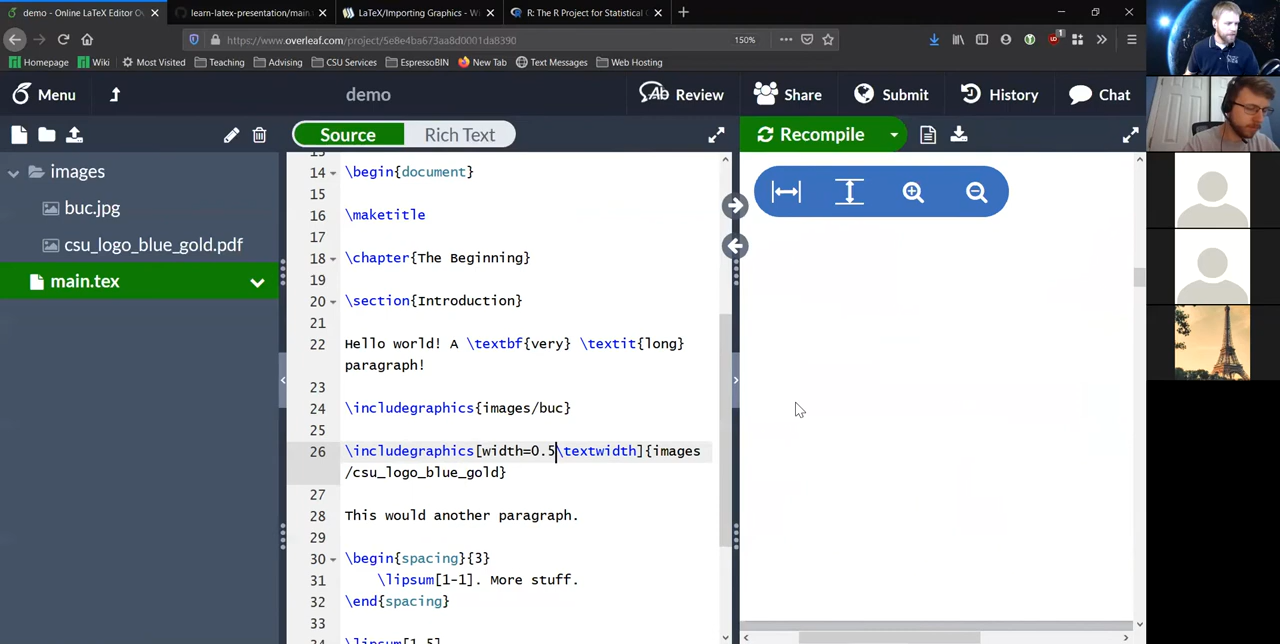 demo - Online LaTeX Editor Ov
learn-latex-presentation/main
LaTeX/Importing Graphics - Wi
R: The R Project for Statistical
https://www.overleaf.com/project/5e8e4ba673aa8d0001da8390
150%
Homepage
Wiki
Most Visited
Teaching
Advising
CSU Services
EspressoBIN
New Tab
Text Messages
Web Hosting
Menu
demo
Review
Share
Submit
History
Chat
Source
Rich Text
Recompile
images
buc.jpg
csu_logo_blue_gold.pdf
main.tex
14 \begin{document}
15
16 \maketitle
17
18 \chapter{The Beginning}
19
20 \section{Introduction}
21
22 Hello world! A \textbf{very} \textit{long}
paragraph!
23
24 \includegraphics{images/buc}
25
26 \includegraphics[width=0.5\textwidth]{images
/csu_logo_blue_gold}
27
28 This would another paragraph.
29
30 \begin{spacing}{3}
31 \lipsum[1-1]. More stuff.
32 \end{spacing}
33
34 \lipsum[1-5]